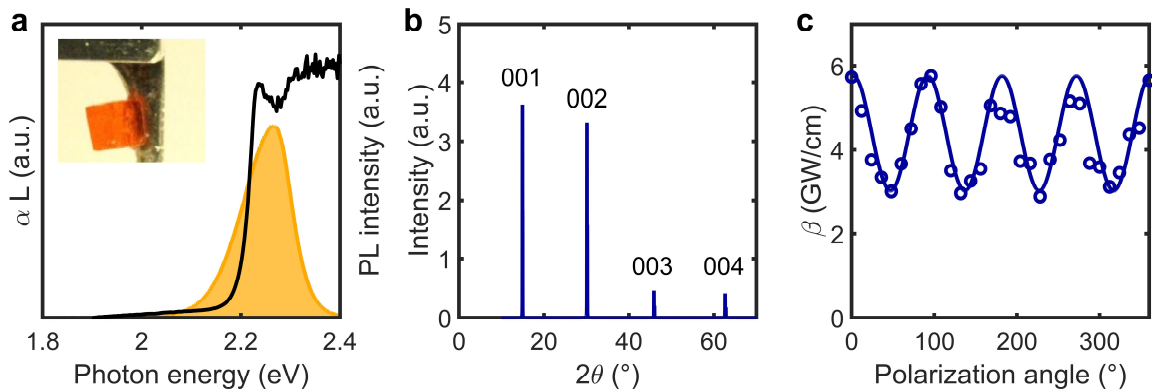 a
α L (a.u.)
1.8
2
2.2
2.4
Photon energy (eV)
PL intensity (a.u.)
b
Intensity (a.u.)
5
4
3
2
1
0
001
002
003
004
0
20
40
60
2θ (°)
c
β (GW/cm)
6
4
2
0
0
100
200
300
Polarization angle (°)